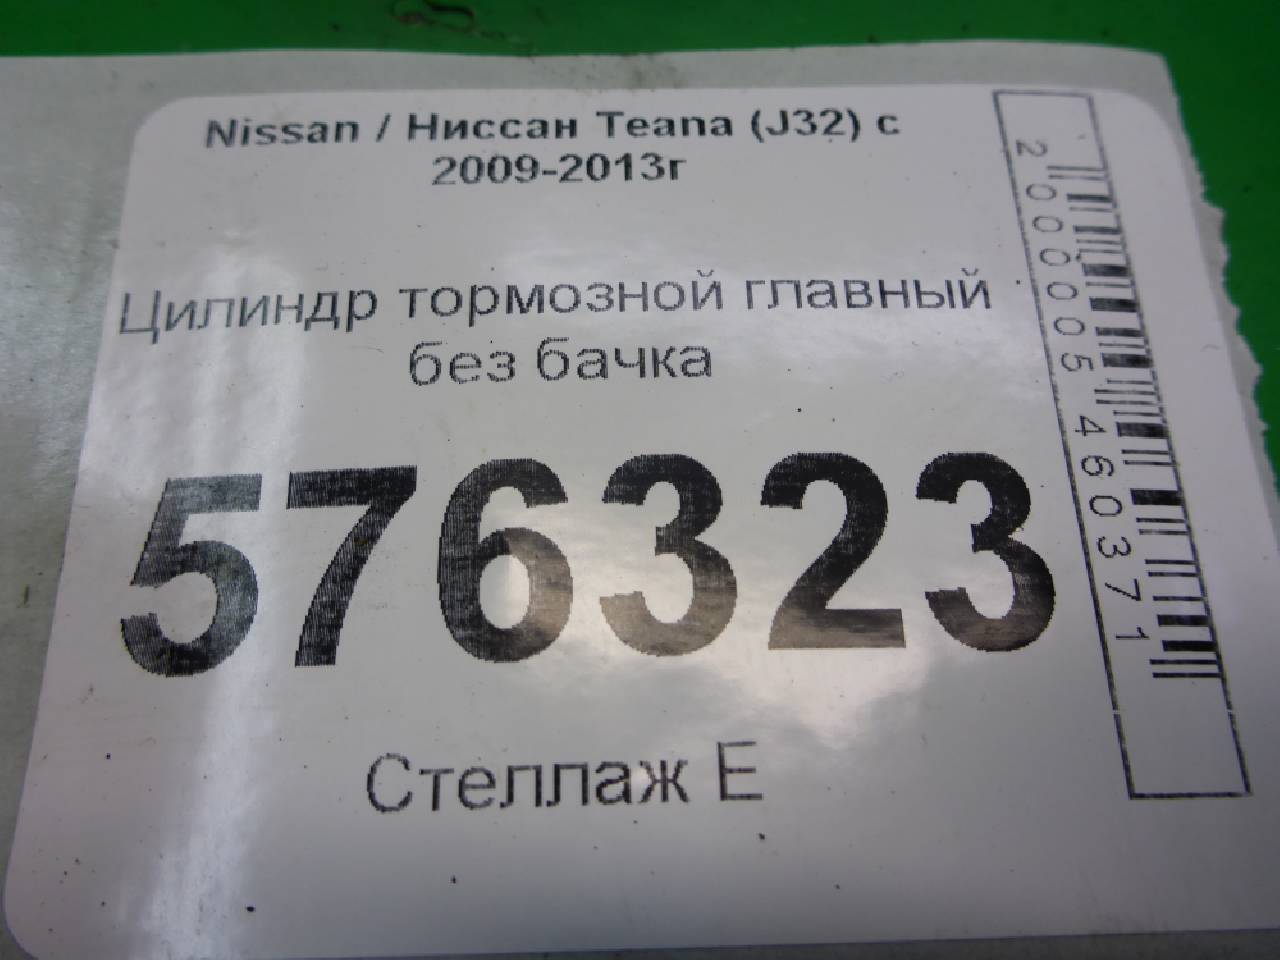 Nissan / Ниссан Teana (J32) с
2009-2013г
Цилиндр тормозной главный
без бачка
576323
Стеллаж Е
2000005460371